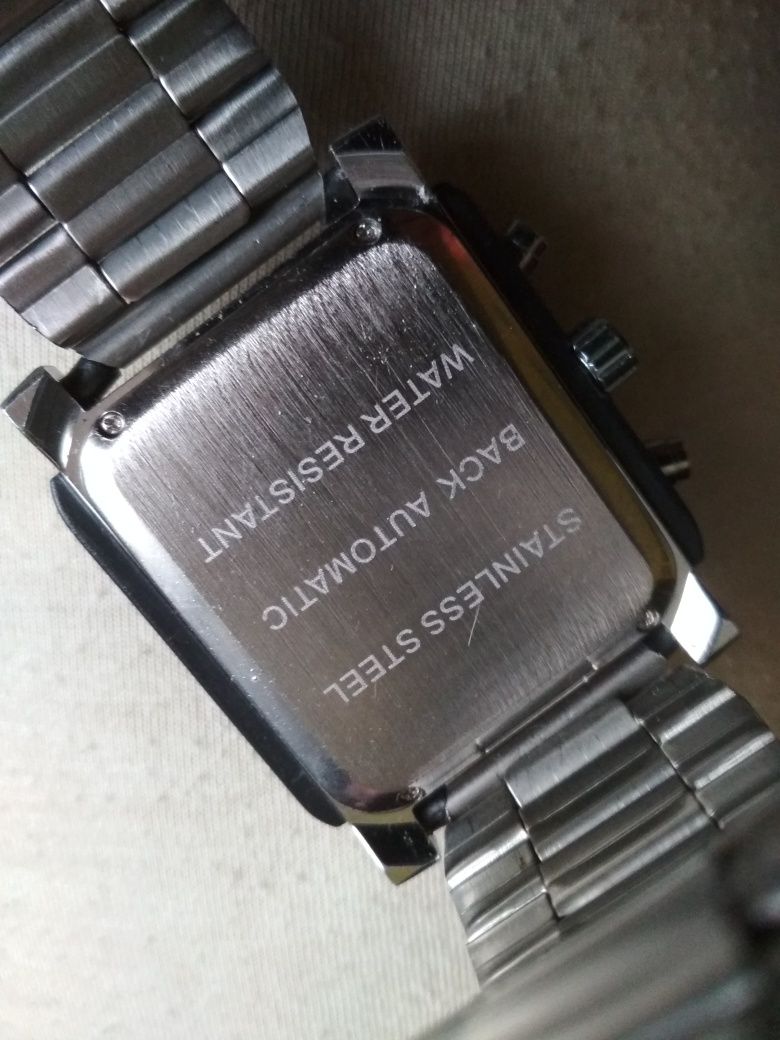 STAINLESS STEEL
BACK AUTOMATIC
WATER RESISTANT